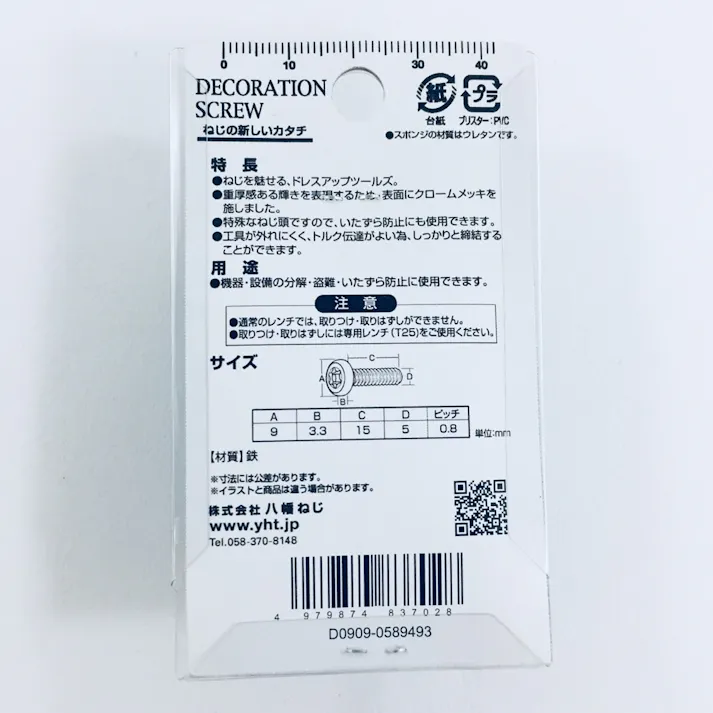 0 10 30 40
DECORATION
SCREW
ねじの新しいカタチ
紙 プラ
台紙 ブリスター:PVC
●スポンジの材質はウレタンです。
特長
●ねじを魅せる、ドレスアップツールズ。
●重厚感ある輝きを表現するため、表面にクロームメッキを
施しました。
●特殊なねじ頭ですので、いたずら防止にも使用できます。
●工具が外れにくく、トルク伝達がよい為、しっかりと締結する
ことができます。
用途
●機器・設備の分解・盗難・いたずら防止に使用できます。
注意
●通常のレンチでは、取りつけ・取りはずしができません。
●取りつけ・取りはずしには専用レンチ(T25)をご使用ください。
サイズ
A B C D
A B C D ピッチ
9 3.3 15 5 0.8
単位:mm
【材質】鉄
※寸法には公差があります。
※イラストと商品は違う場合があります。
株式会社 八幡ねじ
www.yht.jp
Tel.058-370-8148
4 979874 837028
D0909-0589493